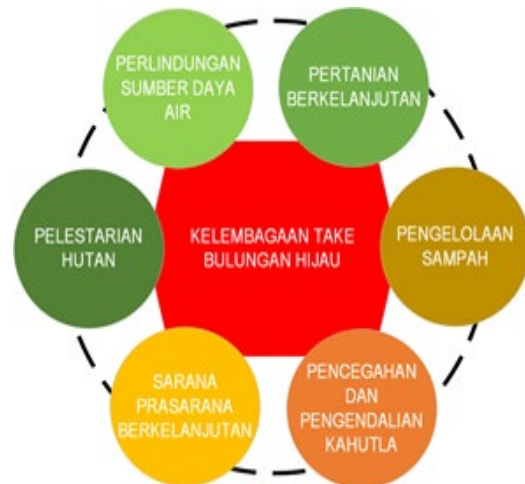 PERLINDUNGAN
SUMBER DAYA
AIR
PERTANIAN
BERKELANJUTAN
PELESTARIAN
HUTAN
KELEMBAGAAN TAKE
BULUNGAN HIJAU
PENGELOLAAN
SAMPAH
SARANA
PRASARANA
BERKELANJUTAN
PENCEGAHAN
DAN
PENGENDALIAN
KAHUTLA